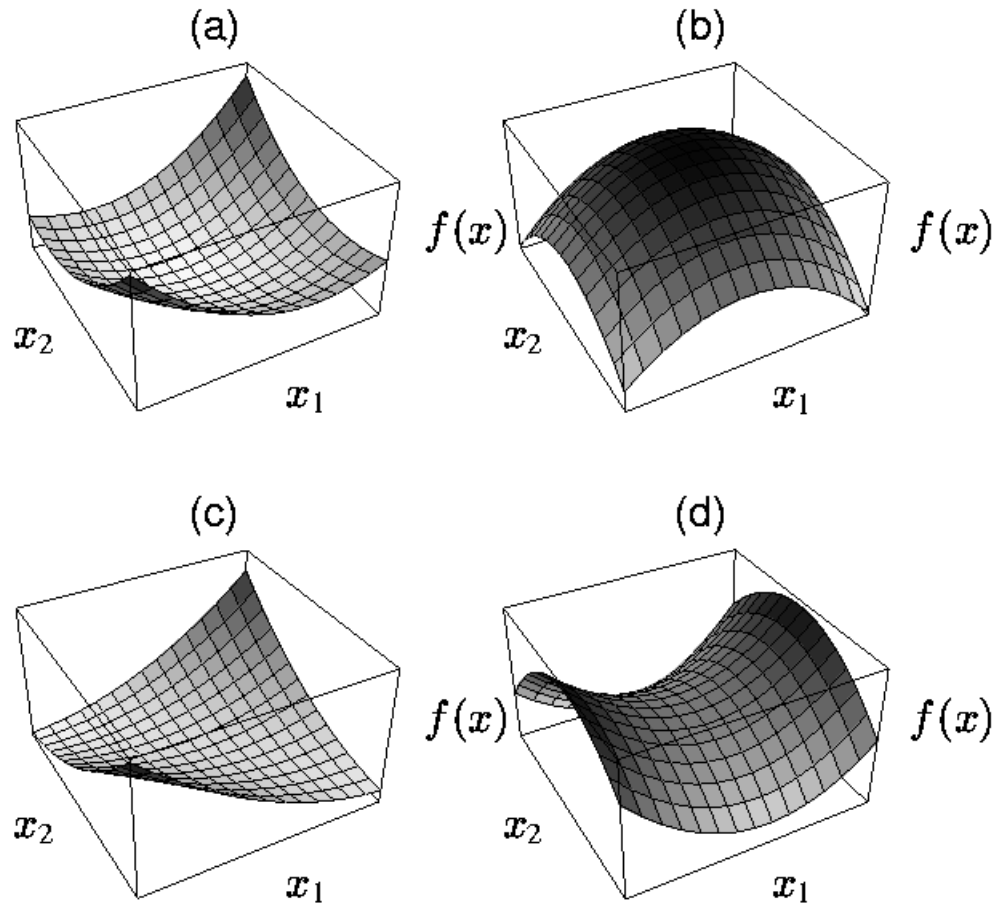 (a)
(b)
f(x)
f(x)
x₂
x₁
x₂
x₁
(c)
(d)
f(x)
f(x)
x₂
x₁
x₂
x₁